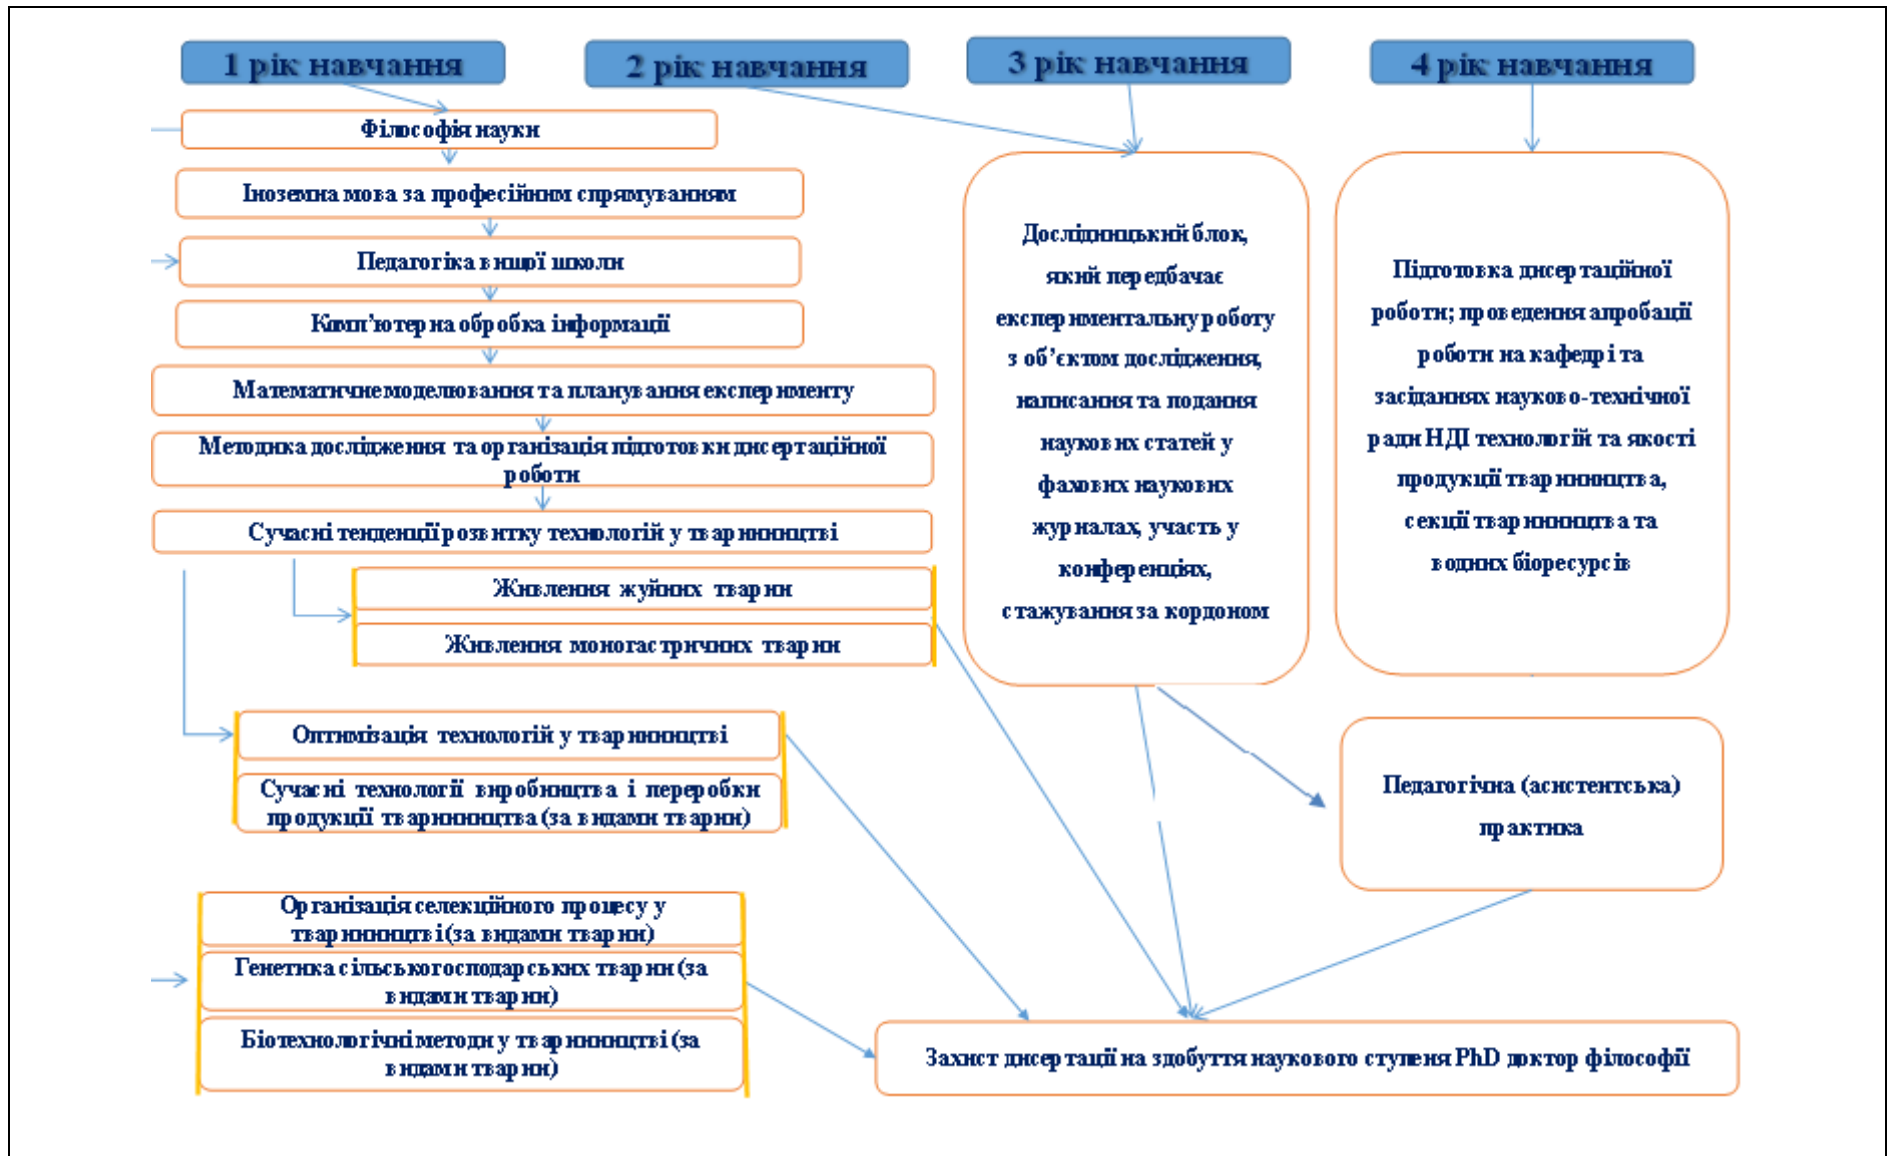 1 рік навчання
2 рік навчання
3 рік навчання
4 рік навчання
Філософія науки
Іноземна мова за професійним спрямуванням
Педагогіка вищої школи
Комп’ютерна обробка інформації
Математичне моделювання та планування експерименту
Методика дослідження та організація підготовки дисертаційної
роботи
Сучасні тенденції розвитку технологій у тваринництві
Живлення жуйних тварин
Живлення моногастричних тварин
Оптимізація технологій у тваринництві
Сучасні технології виробництва і переробки
продукції тваринництва (за видами тварин)
Організація селекційного процесу у
тваринництві (за видами тварин)
Генетика сільськогосподарських тварин (за
видами тварин)
Біотехнологічні методи у тваринництві (за
видами тварин)
Дослідницький блок,
який передбачає
експериментальну роботу
з об’єктом дослідження,
написання та подання
наукових статей у
фахових наукових
журналах, участь у
конференціях,
стажування за кордоном
Підготовка дисертаційної
роботи; проведення апробації
роботи на кафедрі та
засіданнях науково-технічної
ради НДІ технологій та якості
продукції тваринництва,
секції тваринництва та
водних біоресурсів
Педагогічна (асистентська)
практика
Захист дисертації на здобуття наукового ступеня PhD доктор філософії